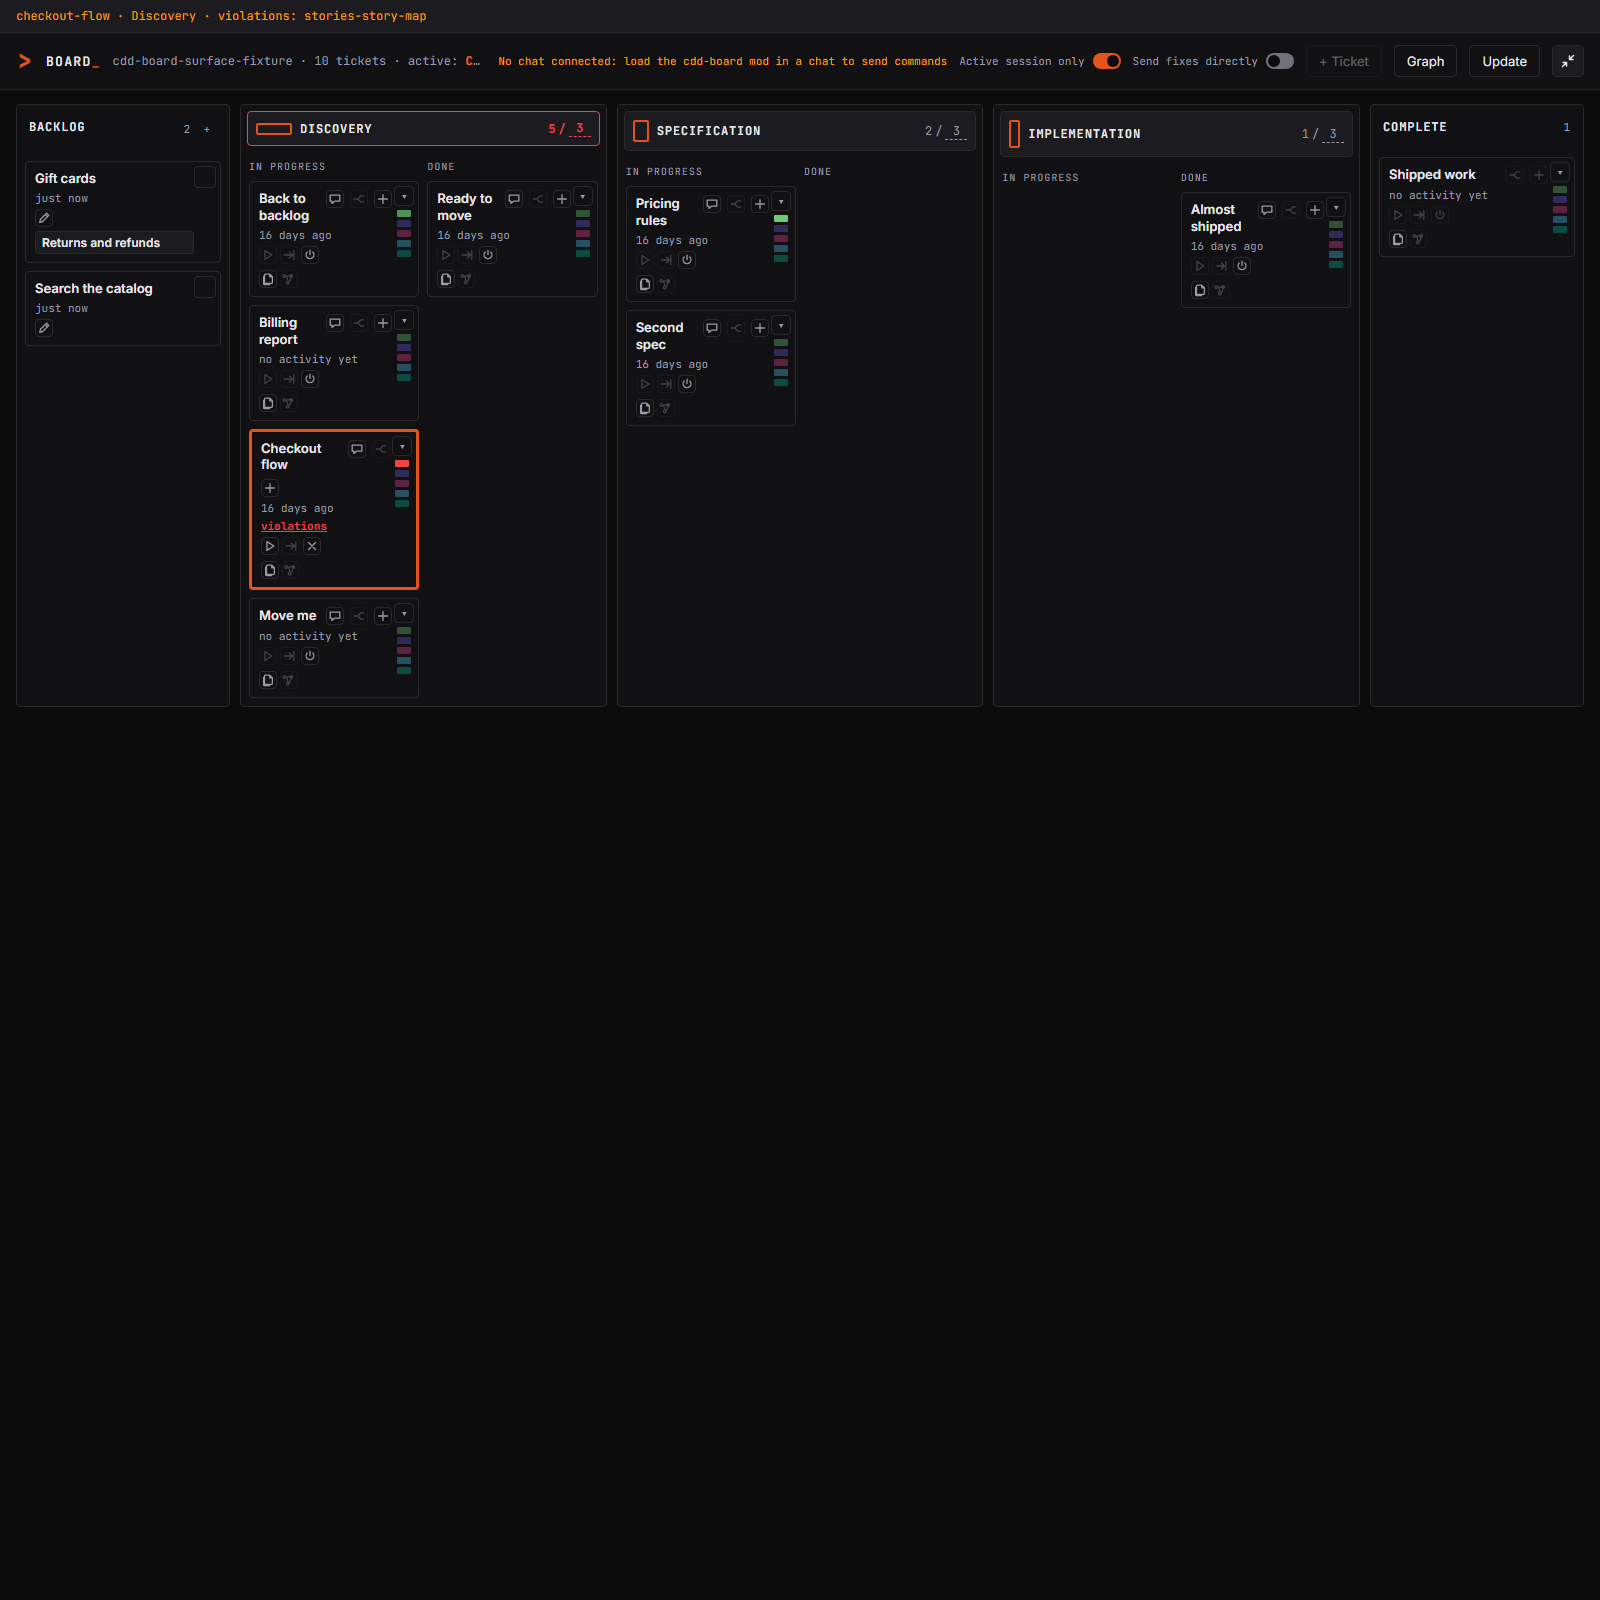 checkout-flow · Discovery · violations: stories-story-map
BOARD_ cdd-board-surface-fixture · 10 tickets · active: C… No chat connected: load the cdd-board mod in a chat to send commands Active session only Send fixes directly + Ticket Graph Update
BACKLOG 2 +
Gift cards
just now
Returns and refunds
Search the catalog
just now
DISCOVERY 5 / 3
IN PROGRESS
Back to
backlog
16 days ago
Billing
report
no activity yet
Checkout
flow
16 days ago
violations
Move me
no activity yet
DONE
Ready to
move
16 days ago
SPECIFICATION 2 / 3
IN PROGRESS
Pricing
rules
16 days ago
Second
spec
16 days ago
DONE
IMPLEMENTATION 1 / 3
IN PROGRESS
DONE
Almost
shipped
16 days ago
COMPLETE 1
Shipped work
no activity yet